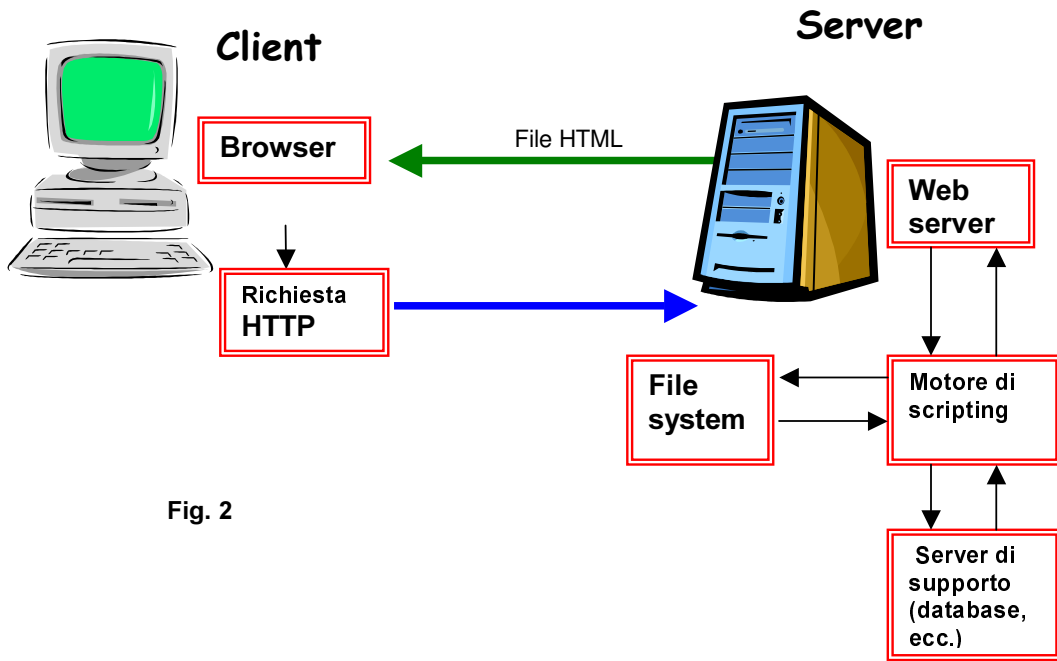 Client
Server
Browser
File HTML
Web
server
Richiesta
HTTP
File
system
Motore di
scripting
Fig. 2
Server di
supporto
(database,
ecc.)